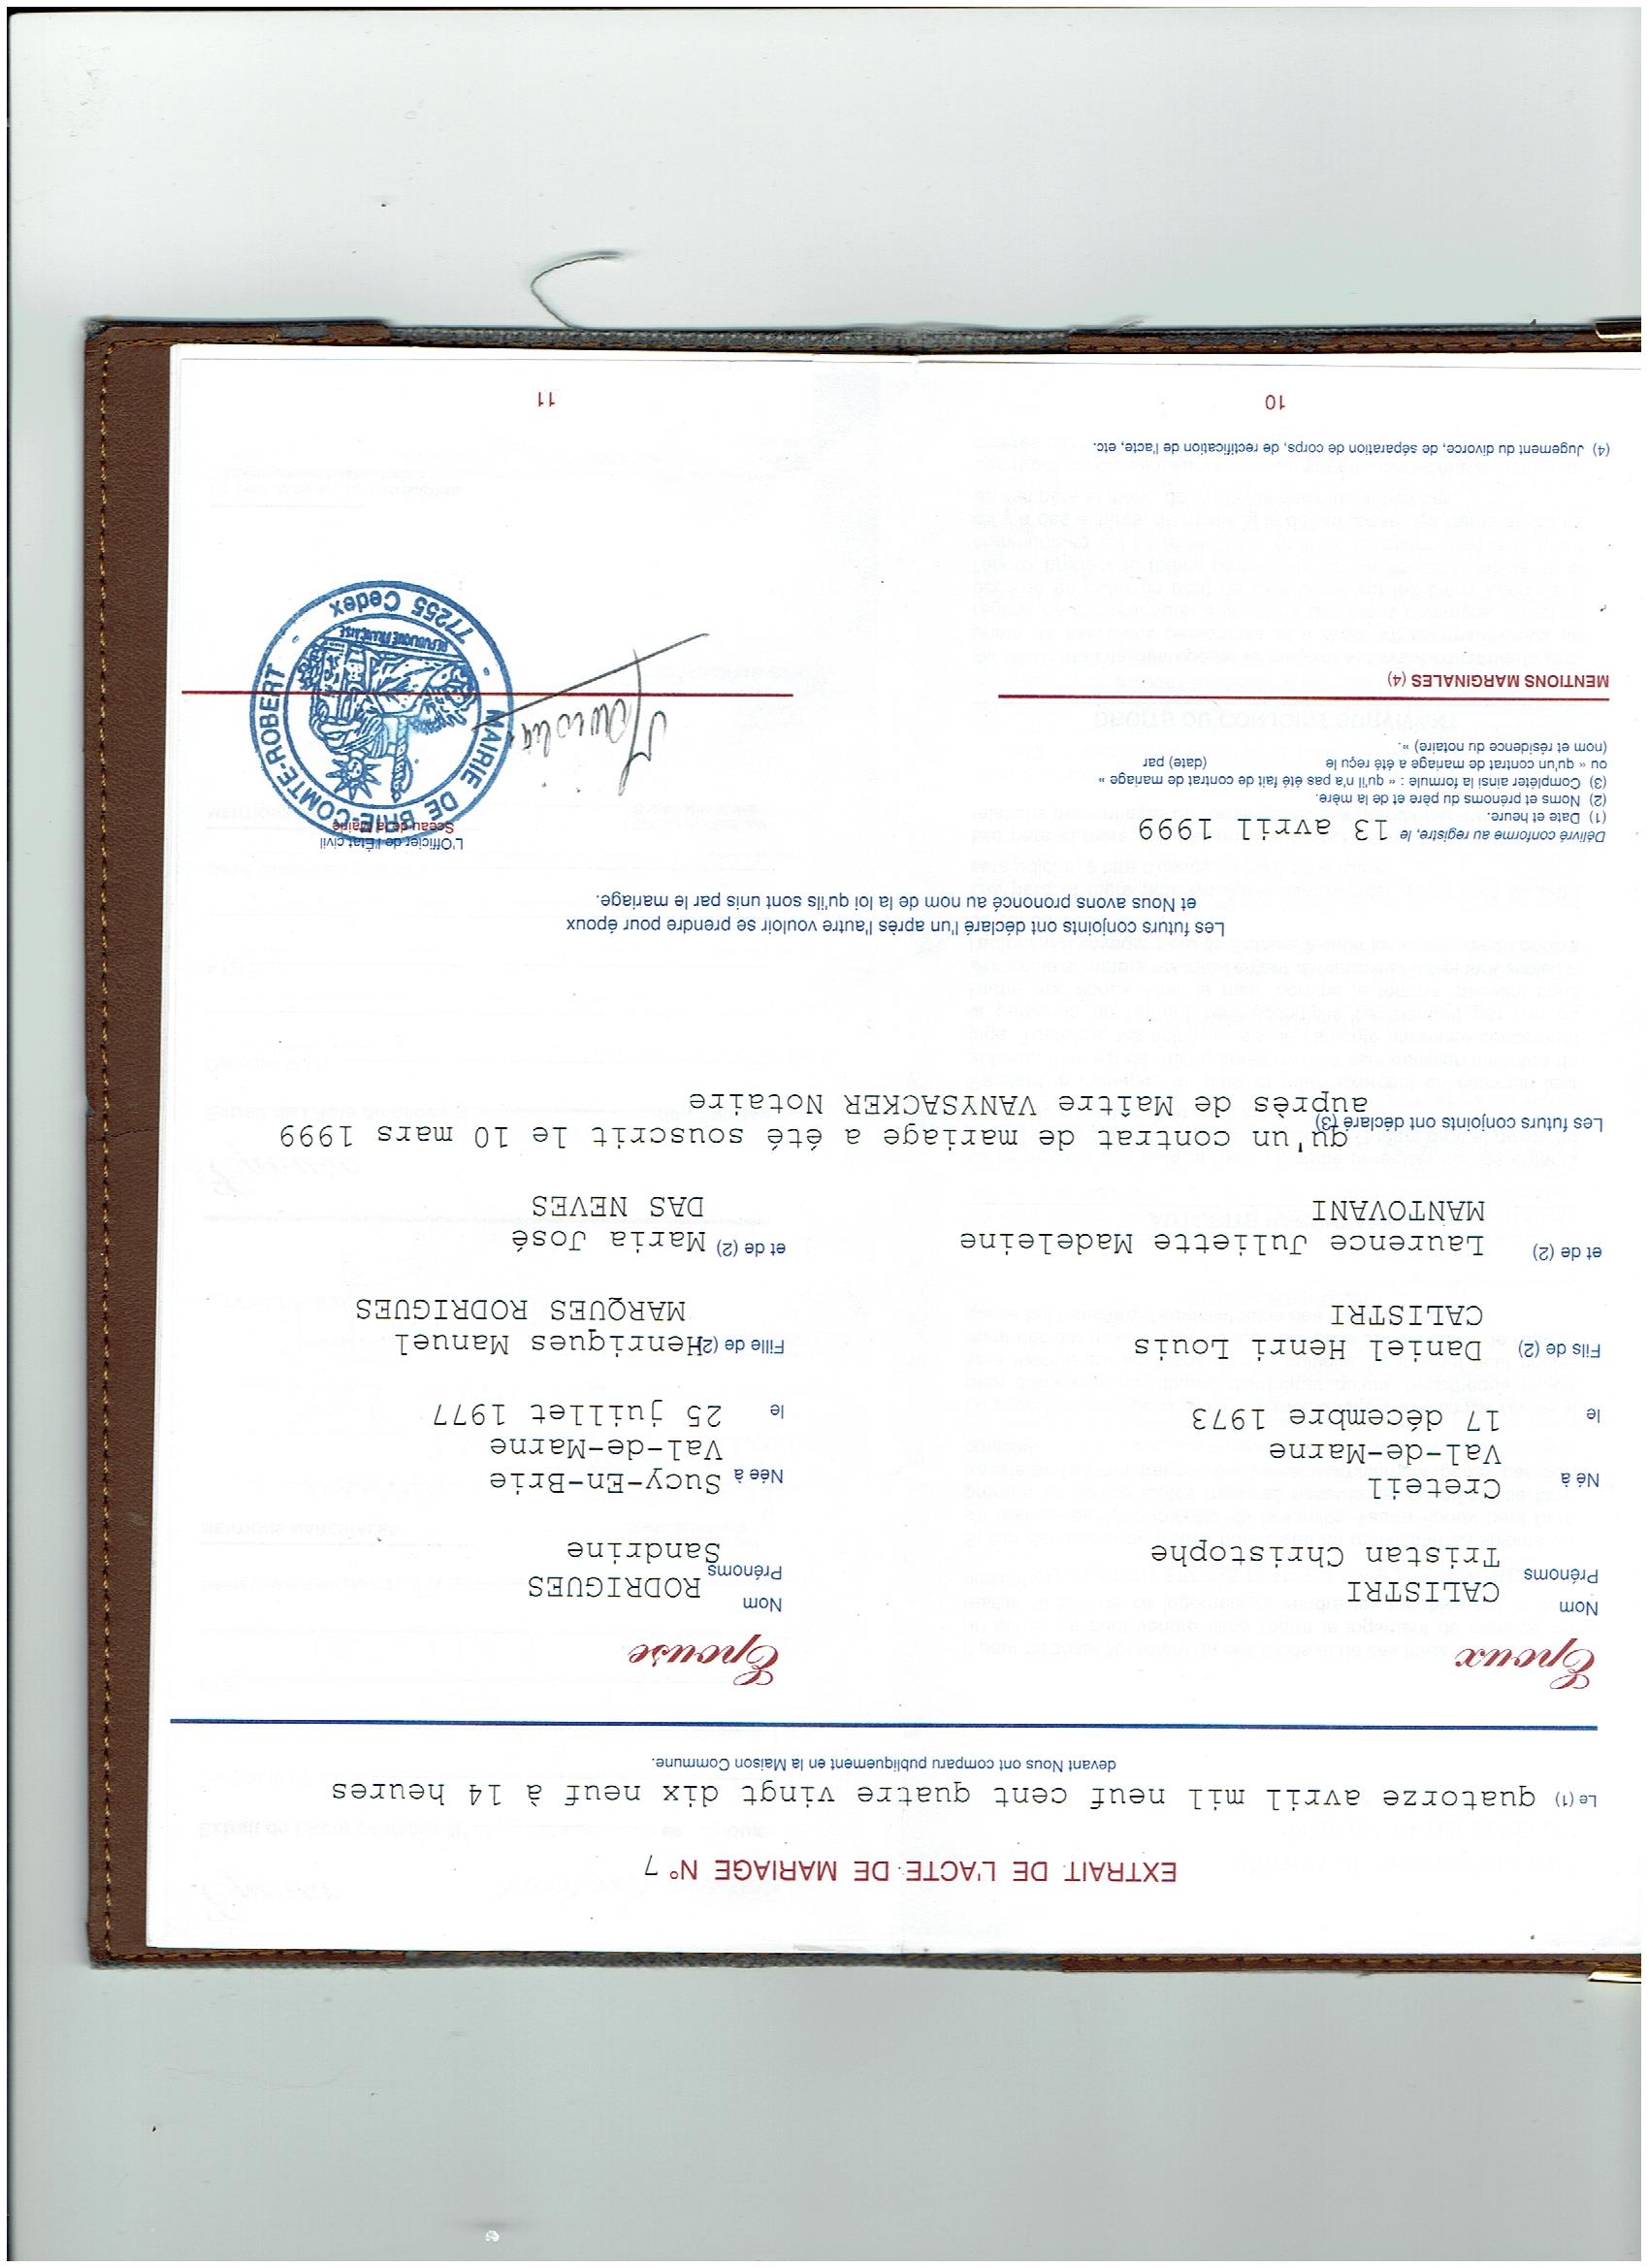 EXTRAIT DE L'ACTE DE MARIAGE N° 7
Le (1) quatorze avril mil neuf cent quatre vingt dix neuf à 14 heures
devant Nous ont comparu publiquement en la Maison Commune.
Epoux
Nom CALISTRI
Prénoms Tristan Christophe
Né à Creteil
Val-de-Marne
le 17 décembre 1973
Fils de (2) Daniel Henri Louis
CALISTRI
et de (2) Laurence Juliette Madeleine
MANTOVANI
Epouse
Nom RODRIGUES
Prénoms Sandrine
Née à Sucy-En-Brie
Val-de-Marne
le 25 juillet 1977
Fille de (2) Henriques Manuel
MARQUES RODRIGUES
et de (2) Maria José
DAS NEVES
Les futurs conjoints ont déclaré (3) qu'un contrat de mariage a été souscrit le 10 mars 1999
auprès de Maître VANYSACKER Notaire
Les futurs conjoints ont déclaré l'un après l'autre vouloir se prendre pour époux
et Nous avons prononcé au nom de la loi qu'ils sont unis par le mariage.
Délivré conforme au registre, le 13 avril 1999
(1) Date et heure.
(2) Noms et prénoms du père et de la mère.
(3) Compléter ainsi la formule : « qu'il n'a pas été fait de contrat de mariage »
ou « qu'un contrat de mariage a été reçu le (date) par
(nom et résidence du notaire) ».
L'Officier de l'État civil
Sceau de la Mairie
MAIRIE DE BRIE-COMTE-ROBERT
77255 Cedex
REPUBLIQUE FRANÇAISE
MENTIONS MARGINALES (4)
(4) Jugement du divorce, de séparation de corps, de rectification de l'acte, etc.
10
11